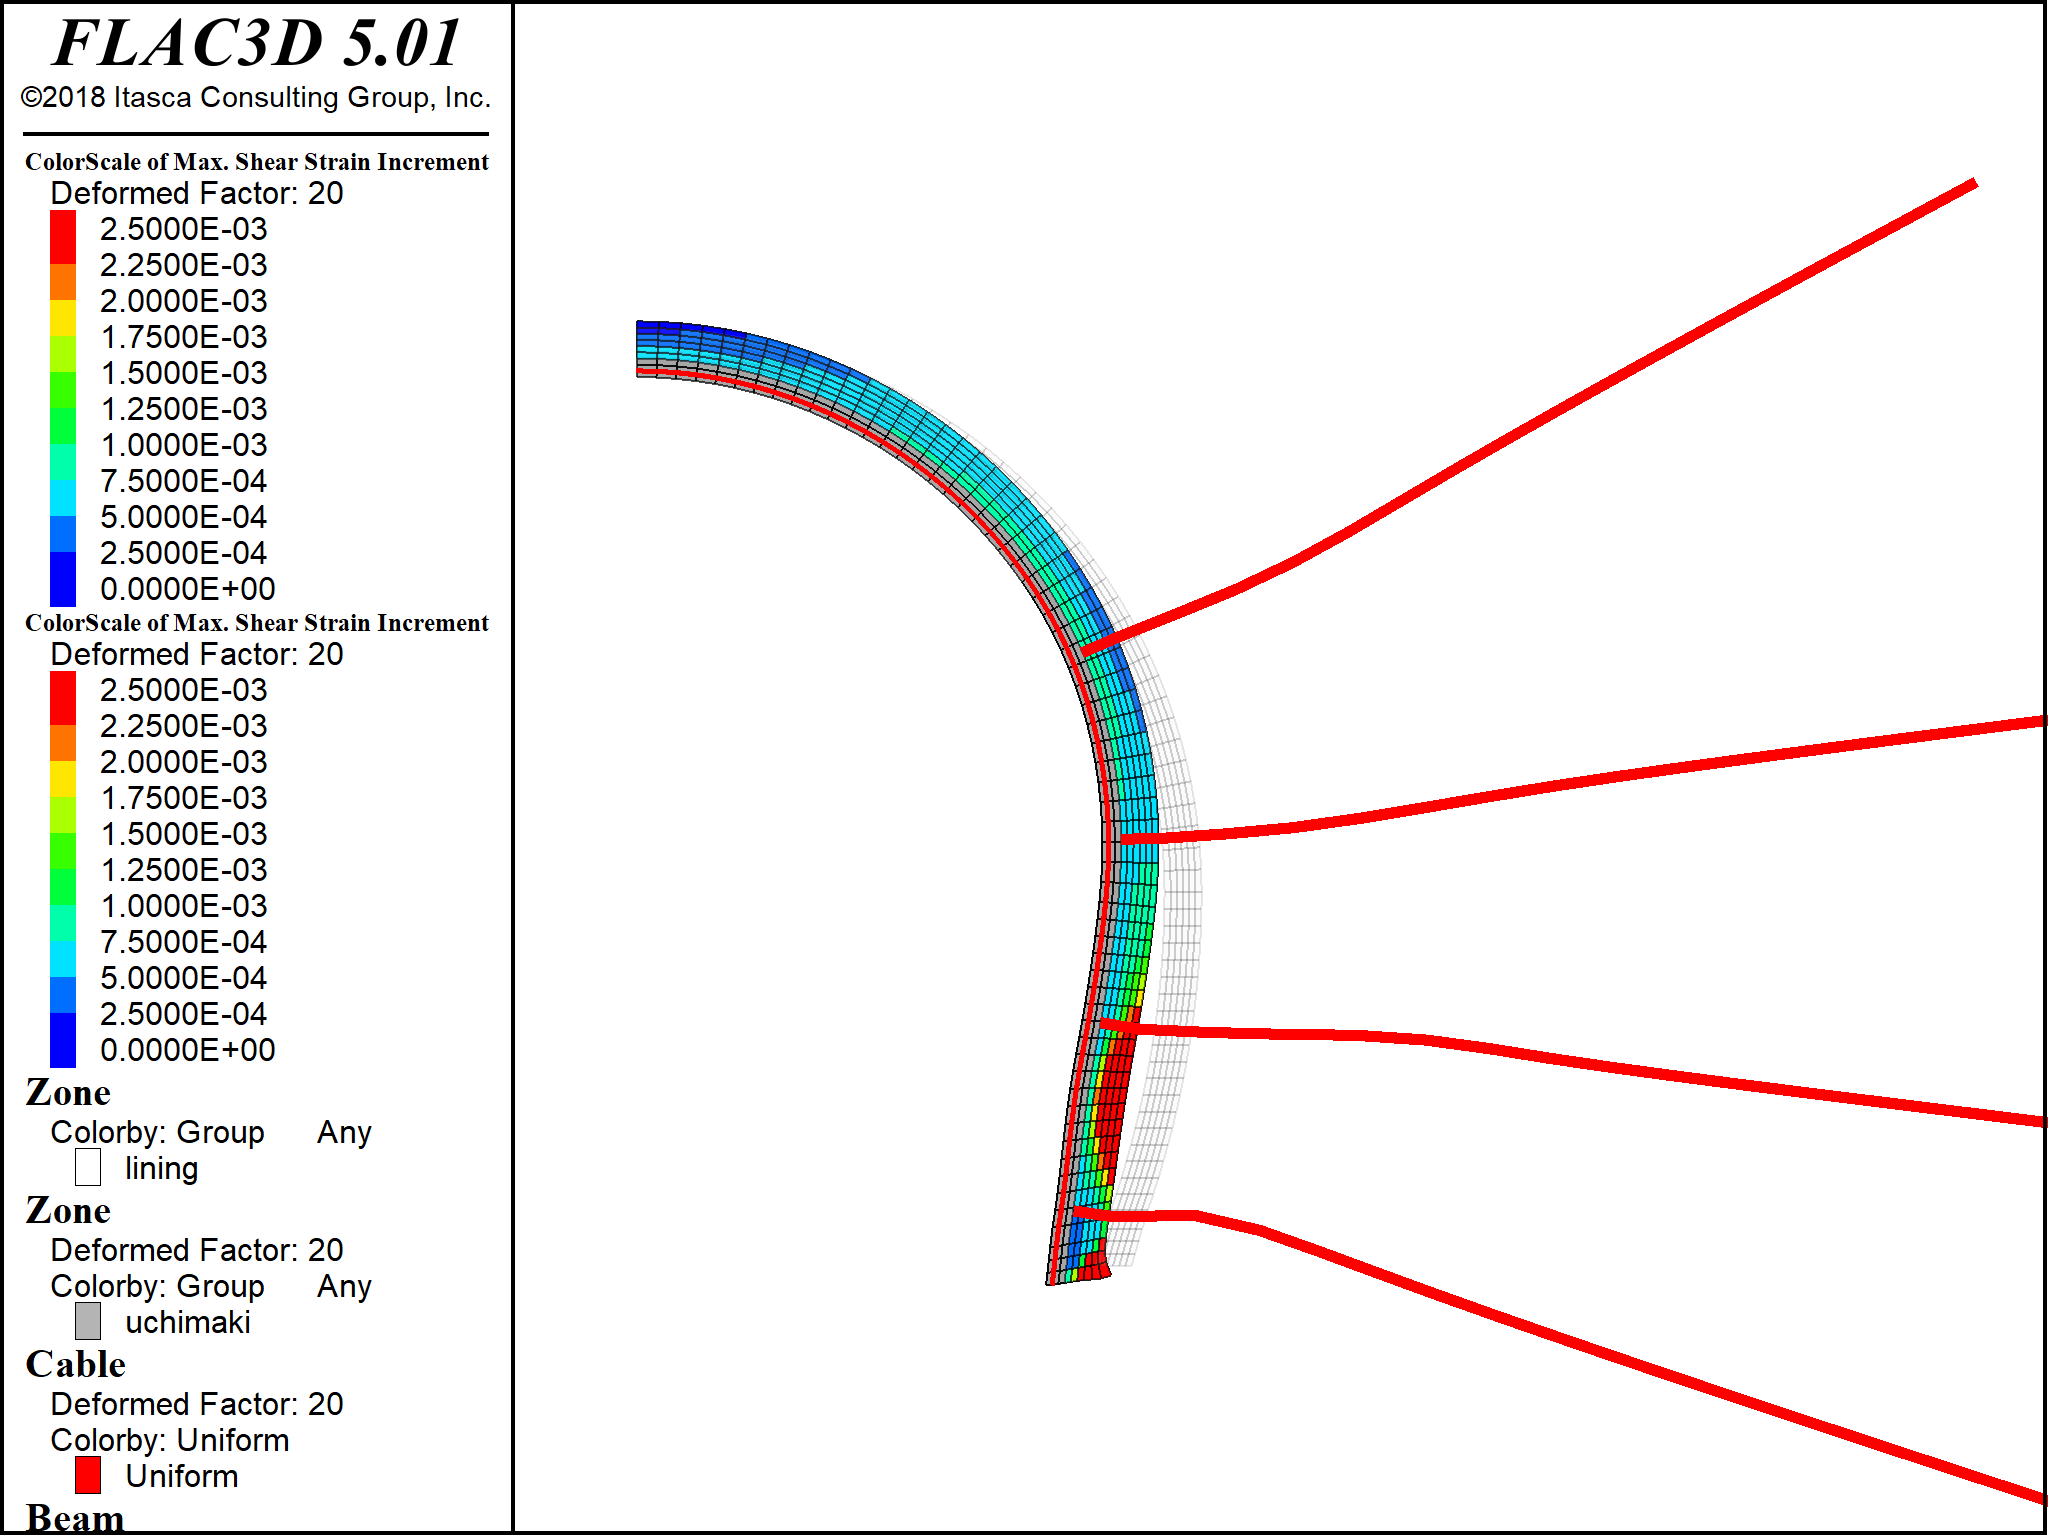 FLAC3D 5.01
©2018 Itasca Consulting Group, Inc.
ColorScale of Max. Shear Strain Increment
Deformed Factor: 20
2.5000E-03
2.2500E-03
2.0000E-03
1.7500E-03
1.5000E-03
1.2500E-03
1.0000E-03
7.5000E-04
5.0000E-04
2.5000E-04
0.0000E+00
ColorScale of Max. Shear Strain Increment
Deformed Factor: 20
2.5000E-03
2.2500E-03
2.0000E-03
1.7500E-03
1.5000E-03
1.2500E-03
1.0000E-03
7.5000E-04
5.0000E-04
2.5000E-04
0.0000E+00
Zone
Colorby: Group Any
lining
Zone
Deformed Factor: 20
Colorby: Group Any
uchimaki
Cable
Deformed Factor: 20
Colorby: Uniform
Uniform
Beam